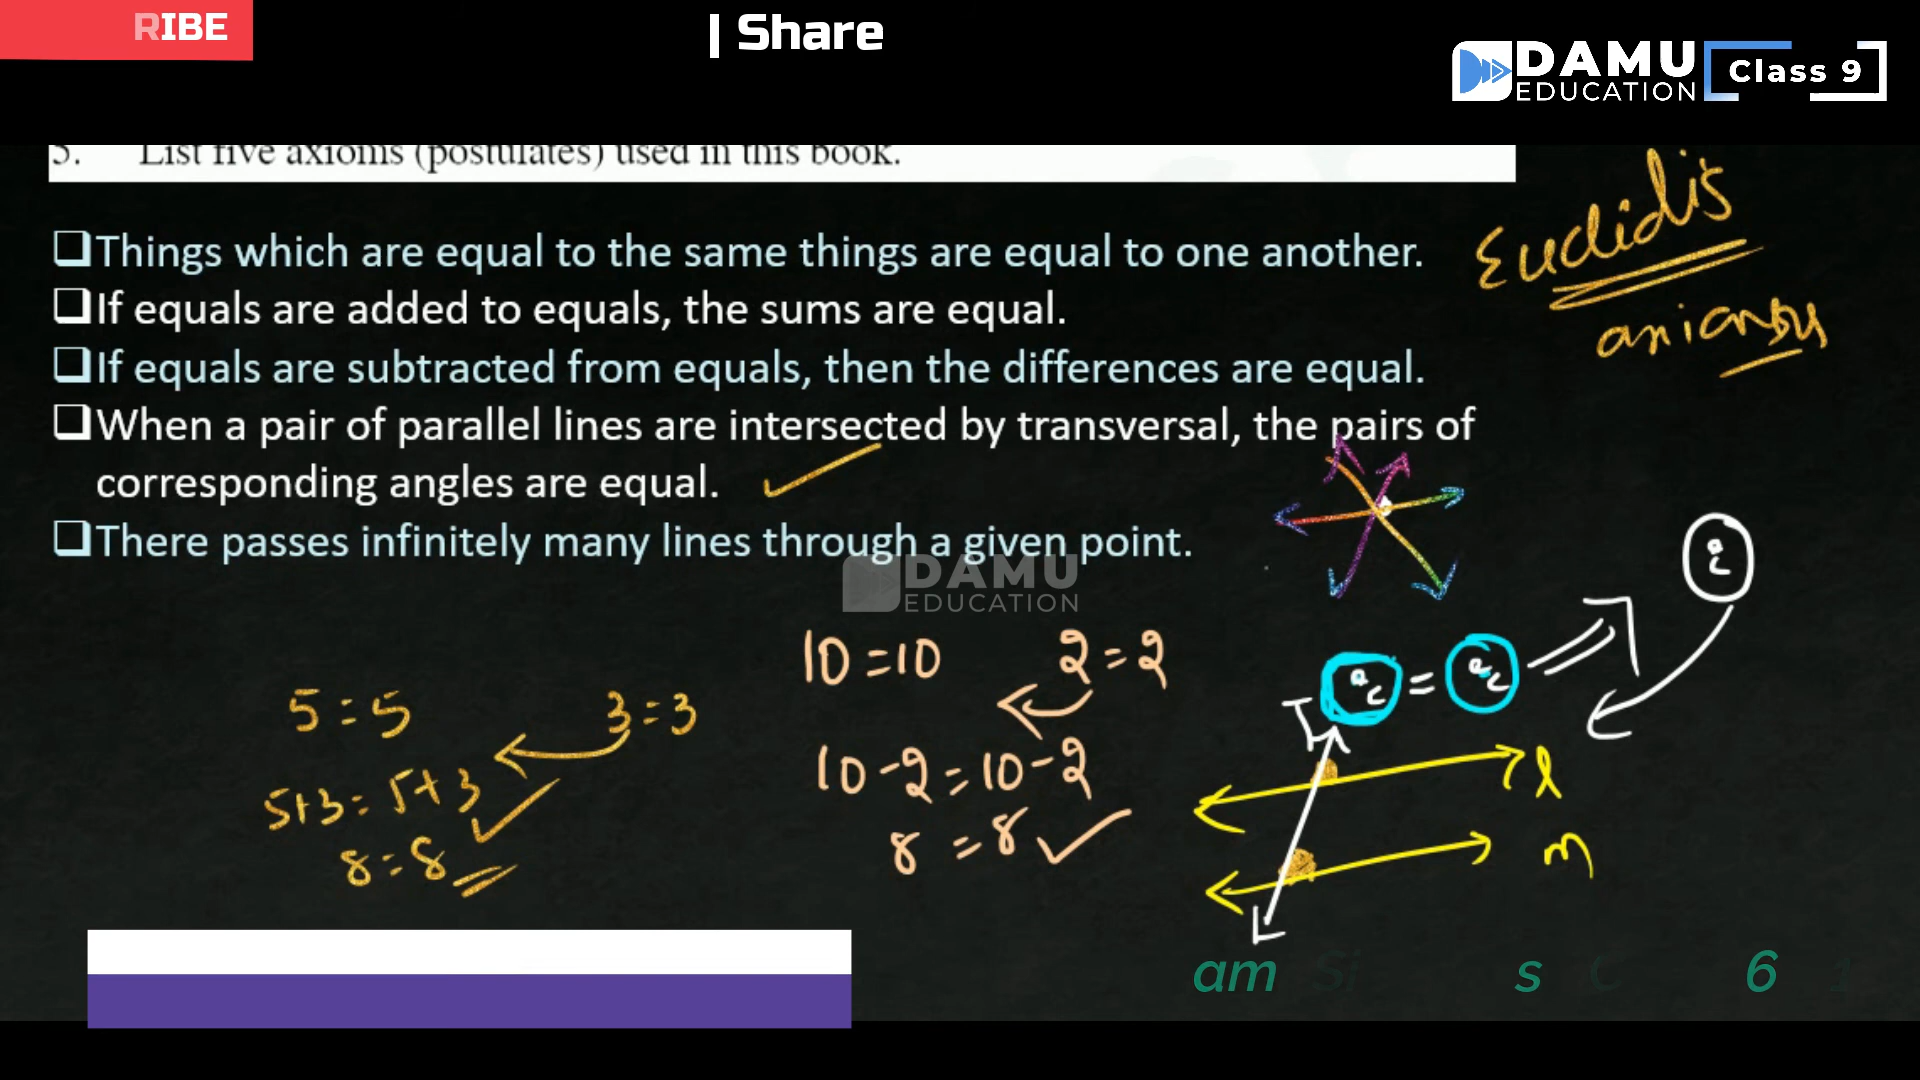 RIBE
| Share
DAMU
EDUCATION
Class 9
5. List five axioms (postulates) used in this book.
Things which are equal to the same things are equal to one another.
If equals are added to equals, the sums are equal.
If equals are subtracted from equals, then the differences are equal.
When a pair of parallel lines are intersected by transversal, the pairs of
corresponding angles are equal.
There passes infinitely many lines through a given point.
Euclid's
DAMU
EDUCATION
5 = 5 3 = 3
5+3 = 5+3
8 = 8
10 = 10 2 = 2
10 - 2 = 10 - 2
8 = 8
l
m
am s 6